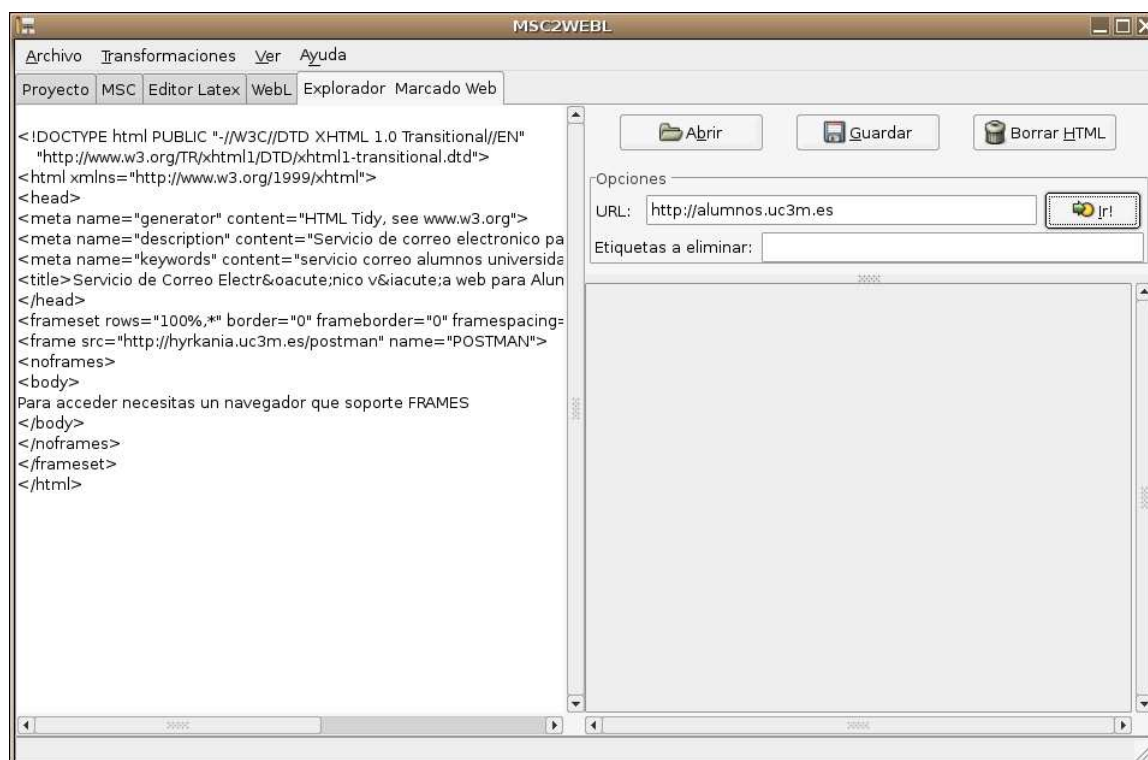 MSC2WEBL
Archivo Transformaciones Ver Ayuda
Proyecto MSC Editor Latex WebL Explorador Marcado Web
<!DOCTYPE html PUBLIC "-//W3C//DTD XHTML 1.0 Transitional//EN"
"http://www.w3.org/TR/xhtml1/DTD/xhtml1-transitional.dtd">
<html xmlns="http://www.w3.org/1999/xhtml">
<head>
<meta name="generator" content="HTML Tidy, see www.w3.org">
<meta name="description" content="Servicio de correo electronico pa
<meta name="keywords" content="servicio correo alumnos universida
<title>Servicio de Correo Electr&oacute;nico v&iacute;a web para Alun
</head>
<frameset rows="100%,*" border="0" frameborder="0" framespacing=
<frame src="http://hyrkania.uc3m.es/postman" name="POSTMAN">
<noframes>
<body>
Para acceder necesitas un navegador que soporte FRAMES
</body>
</noframes>
</frameset>
</html>
Abrir Guardar Borrar HTML
Opciones
URL: http://alumnos.uc3m.es Ir!
Etiquetas a eliminar: